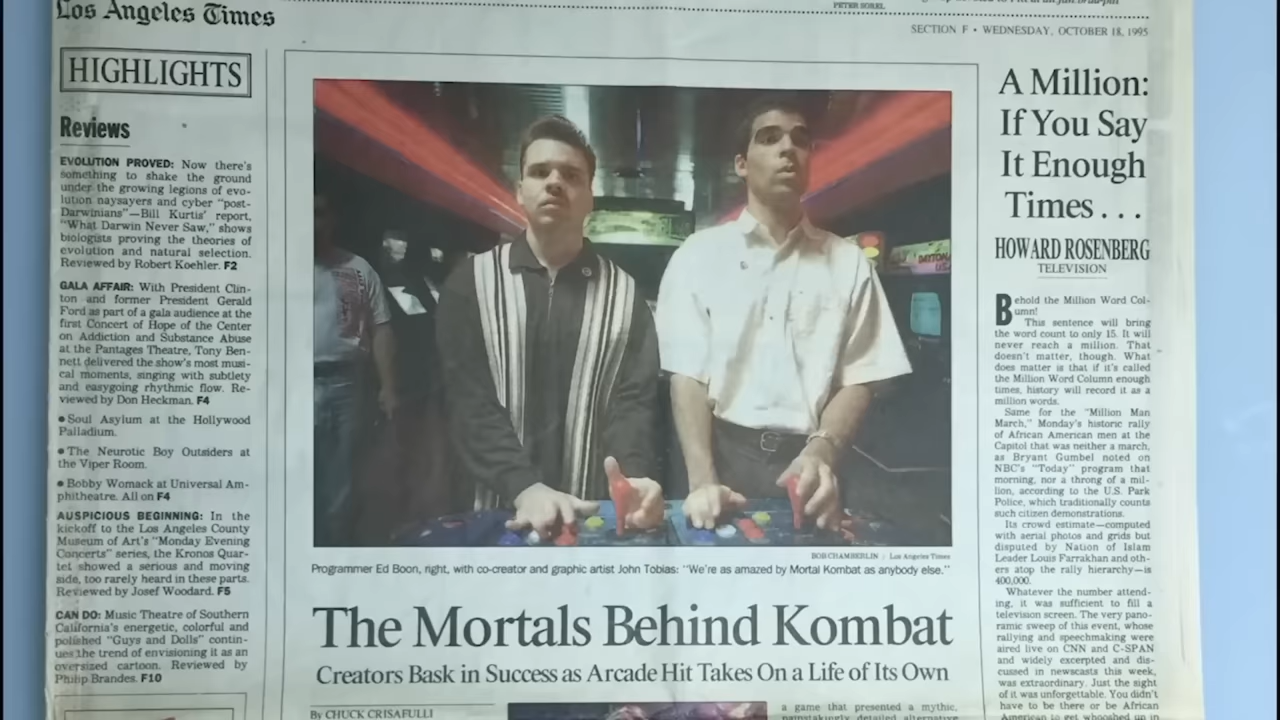 Los Angeles Times
PETER SOREL
SECTION F • WEDNESDAY, OCTOBER 18, 1995
HIGHLIGHTS
Reviews
EVOLUTION PROVED: Now there's
something to shake the ground
under the growing legions of evo-
lution naysayers and cyber "post-
Darwinians"—Bill Kurtis' report,
"What Darwin Never Saw," shows
biologists proving the theories of
evolution and natural selection.
Reviewed by Robert Koehler. F2
GALA AFFAIR: With President Clin-
ton and former President Gerald
Ford as part of a gala audience at the
first Concert of Hope of the Center
on Addiction and Substance Abuse
at the Pantages Theatre, Tony Ben-
nett delivered the show's most musi-
cal moments, singing with subtlety
and easygoing rhythmic flow. Re-
viewed by Don Heckman. F4
• Soul Asylum at the Hollywood
Palladium.
• The Neurotic Boy Outsiders at
the Viper Room.
• Bobby Womack at Universal Am-
phitheatre. All on F4
AUSPICIOUS BEGINNING: In the
kickoff to the Los Angeles County
Museum of Art's "Monday Evening
Concerts" series, the Kronos Quar-
tet showed a serious and moving
side, too rarely heard in these parts.
Reviewed by Josef Woodard. F5
CAN DO: Music Theatre of Southern
California's energetic, colorful and
polished "Guys and Dolls" contin-
ues the trend of envisioning it as an
oversized cartoon. Reviewed by
Philip Brandes. F10
DAYTONA
USA
BOB CHAMBERLIN / Los Angeles Times
Programmer Ed Boon, right, with co-creator and graphic artist John Tobias: "We're as amazed by Mortal Kombat as anybody else."
The Mortals Behind Kombat
Creators Bask in Success as Arcade Hit Takes On a Life of Its Own
By CHUCK CRISAFULLI
a game that presented a mythic,
painstakingly detailed alternative
A Million:
If You Say
It Enough
Times . . .
HOWARD ROSENBERG
TELEVISION
Behold the Million Word Col-
umn!
This sentence will bring
the word count to only 15. It will
never reach a million. That
doesn't matter, though. What
does matter is that if it's called
the Million Word Column enough
times, history will record it as a
million words.
Same for the "Million Man
March," Monday's historic rally
of African American men at the
Capitol that was neither a march,
as Bryant Gumbel noted on
NBC's "Today" program that
morning, nor a throng of a mil-
lion, according to the U.S. Park
Police, which traditionally counts
such citizen demonstrations.
Its crowd estimate—computed
with aerial photos and grids but
disputed by Nation of Islam
Leader Louis Farrakhan and oth-
ers atop the rally hierarchy—is
400,000.
Whatever the number attend-
ing, it was sufficient to fill a
television screen. The very pano-
ramic sweep of this event, whose
rallying and speechmaking were
aired live on CNN and C-SPAN
and widely excerpted and dis-
cussed in newscasts this week,
was extraordinary. Just the sight
of it was unforgettable. You didn't
have to be there or be African
American to get whooshed up in